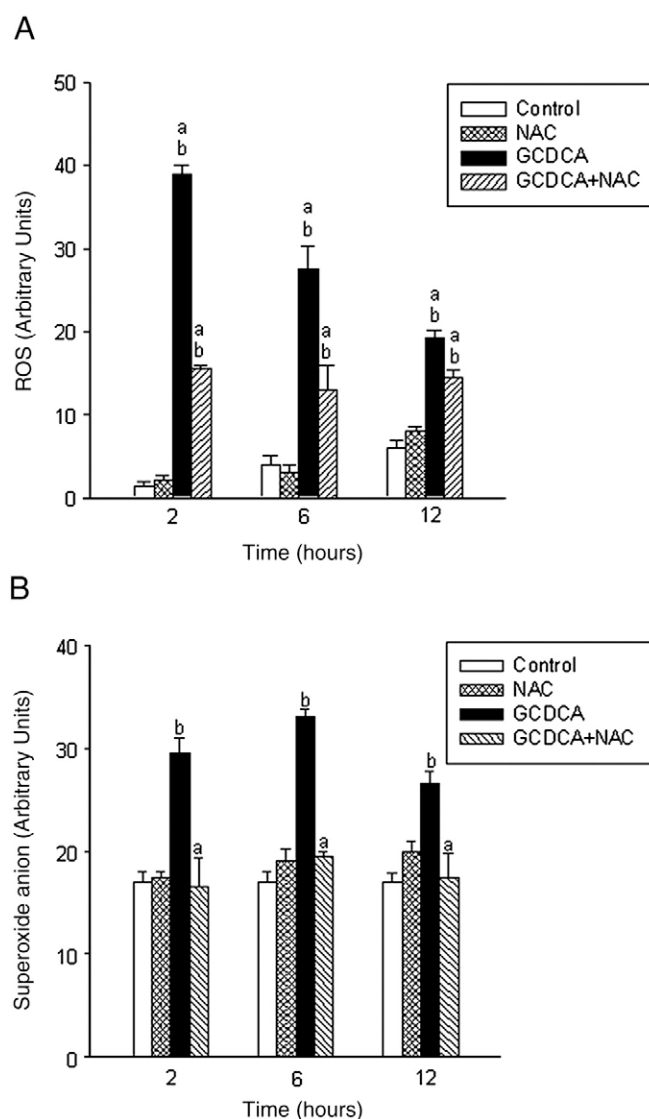 A
50
40
30
20
10
0
ROS (Arbitrary Units)
Control
NAC
GCDCA
GCDCA+NAC
a
b
a
b
a
b
a
b
a
b
a
b
2 6 12
Time (hours)
B
40
30
20
10
0
Superoxide anion (Arbitrary Units)
Control
NAC
GCDCA
GCDCA+NAC
b
a
b
a
b
a
2 6 12
Time (hours)